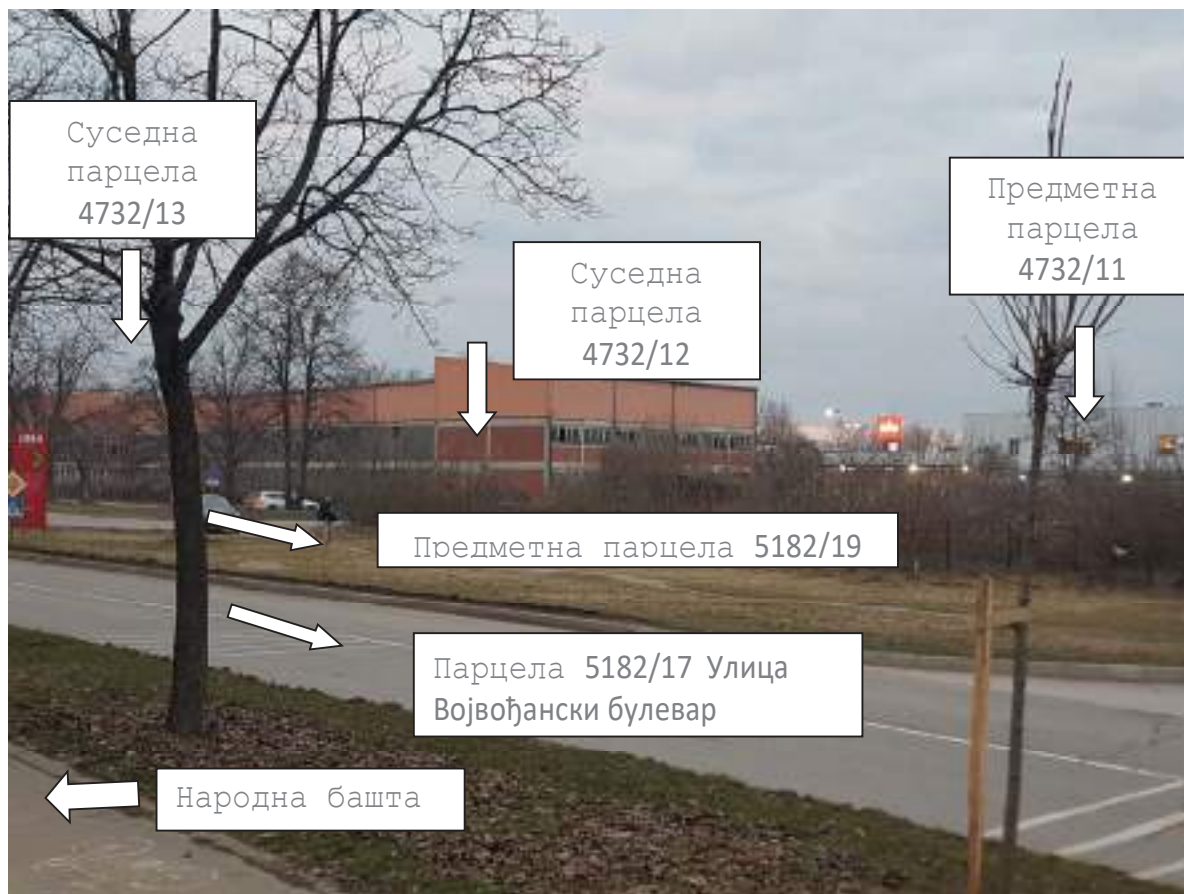 Суседна
парцела
4732/13
Предметна
парцела
4732/11
Суседна
парцела
4732/12
Предметна парцела 5182/19
Парцела 5182/17 Улица
Војвођански булевар
Народна башта